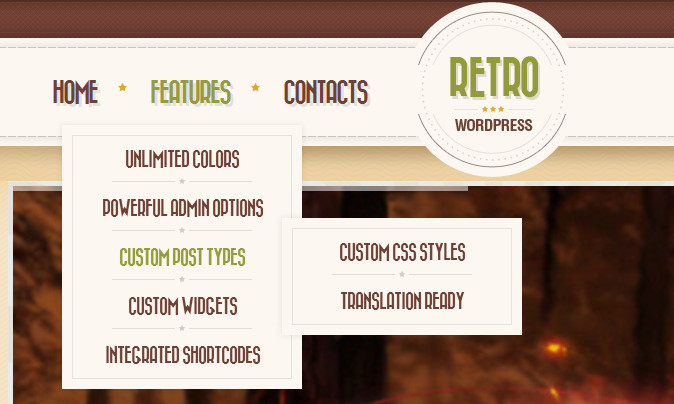 HOME
FEATURES
CONTACTS
RETRO
WORDPRESS
UNLIMITED COLORS
POWERFUL ADMIN OPTIONS
CUSTOM POST TYPES
CUSTOM WIDGETS
INTEGRATED SHORTCODES
CUSTOM CSS STYLES
TRANSLATION READY